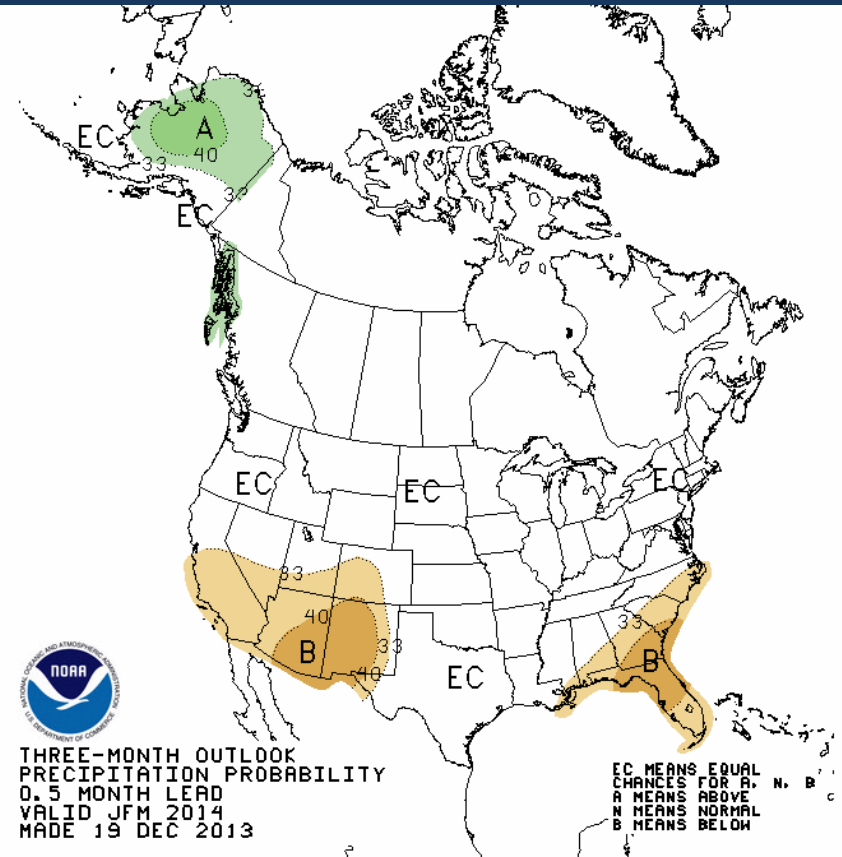 33
A
EC
40
33
33
EC
EC
EC
EC
33
40
33
B
40
EC
33
B
NATIONAL OCEANIC AND ATMOSPHERIC ADMINISTRATION
NOAA
U.S. DEPARTMENT OF COMMERCE
THREE-MONTH OUTLOOK
PRECIPITATION PROBABILITY
0.5 MONTH LEAD
VALID JFM 2014
MADE 19 DEC 2013
EC MEANS EQUAL
CHANCES FOR A, N, B
A MEANS ABOVE
N MEANS NORMAL
B MEANS BELOW